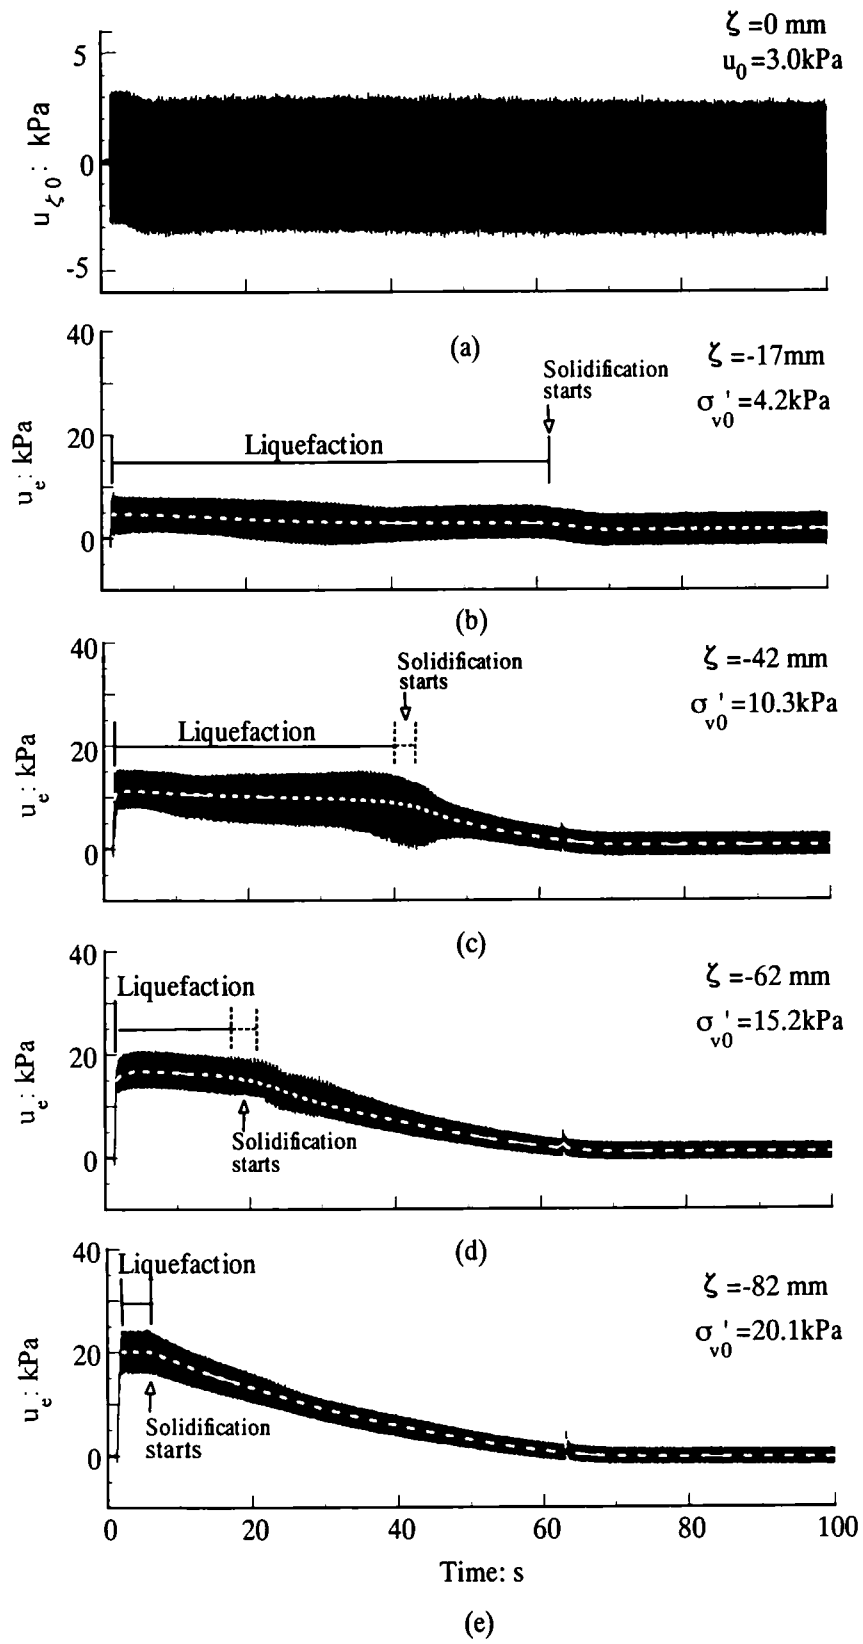 ζ =0 mm
u0 =3.0kPa
5
0
-5
uζ0: kPa
(a)
40
20
0
ue: kPa
ζ =-17mm
σv0'=4.2kPa
Solidification
starts
Liquefaction
(b)
40
20
0
ue: kPa
ζ =-42 mm
σv0'=10.3kPa
Solidification
starts
Liquefaction
(c)
40
20
0
ue: kPa
ζ =-62 mm
σv0'=15.2kPa
Liquefaction
Solidification
starts
(d)
40
20
0
ue: kPa
Liquefaction
ζ =-82 mm
σv0'=20.1kPa
Solidification
starts
0 20 40 60 80 100
Time: s
(e)